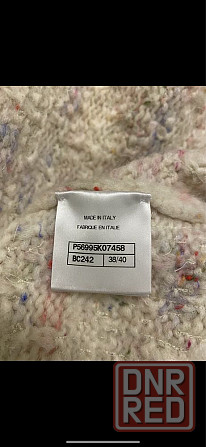 MADE IN ITALY
FABRIQUE EN ITALIE
P56995K07458
BC242 38/40
DNR
RED